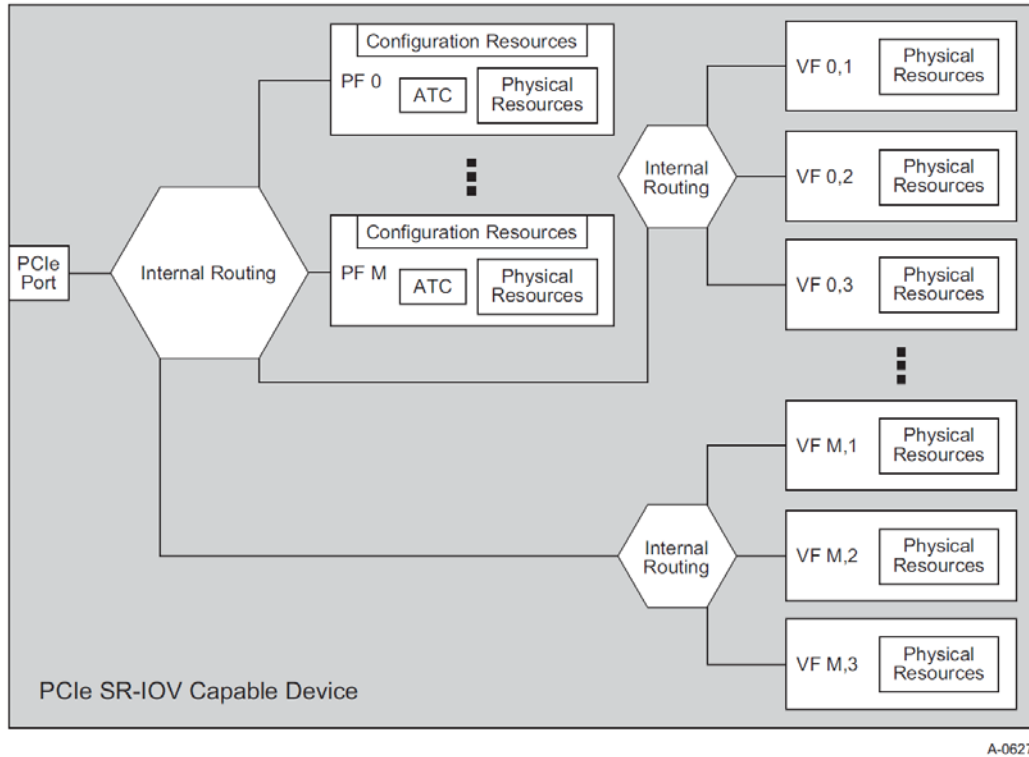 Configuration Resources
PF 0
ATC
Physical
Resources
Configuration Resources
PF M
ATC
Physical
Resources
PCIe
Port
Internal Routing
Internal
Routing
VF 0,1
Physical
Resources
VF 0,2
Physical
Resources
VF 0,3
Physical
Resources
Internal
Routing
VF M,1
Physical
Resources
VF M,2
Physical
Resources
VF M,3
Physical
Resources
PCIe SR-IOV Capable Device
A-0627